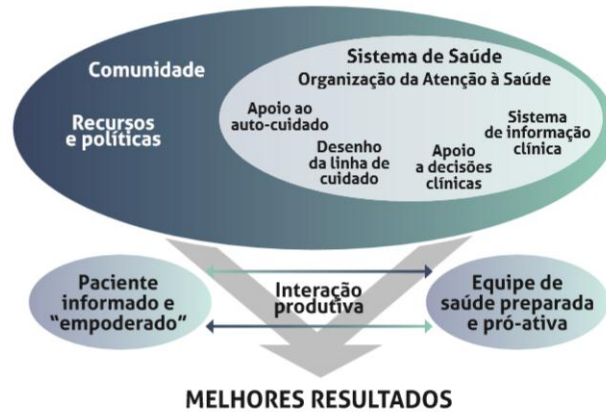 Comunidade
Recursos
e políticas
Sistema de Saúde
Organização da Atenção à Saúde
Apoio ao
auto-cuidado
Desenho
da linha de
cuidado
Apoio
a decisões
clínicas
Sistema
de informação
clínica
Paciente
informado e
“empoderado”
Interação
produtiva
Equipe de
saúde preparada
e pró-ativa
MELHORES RESULTADOS